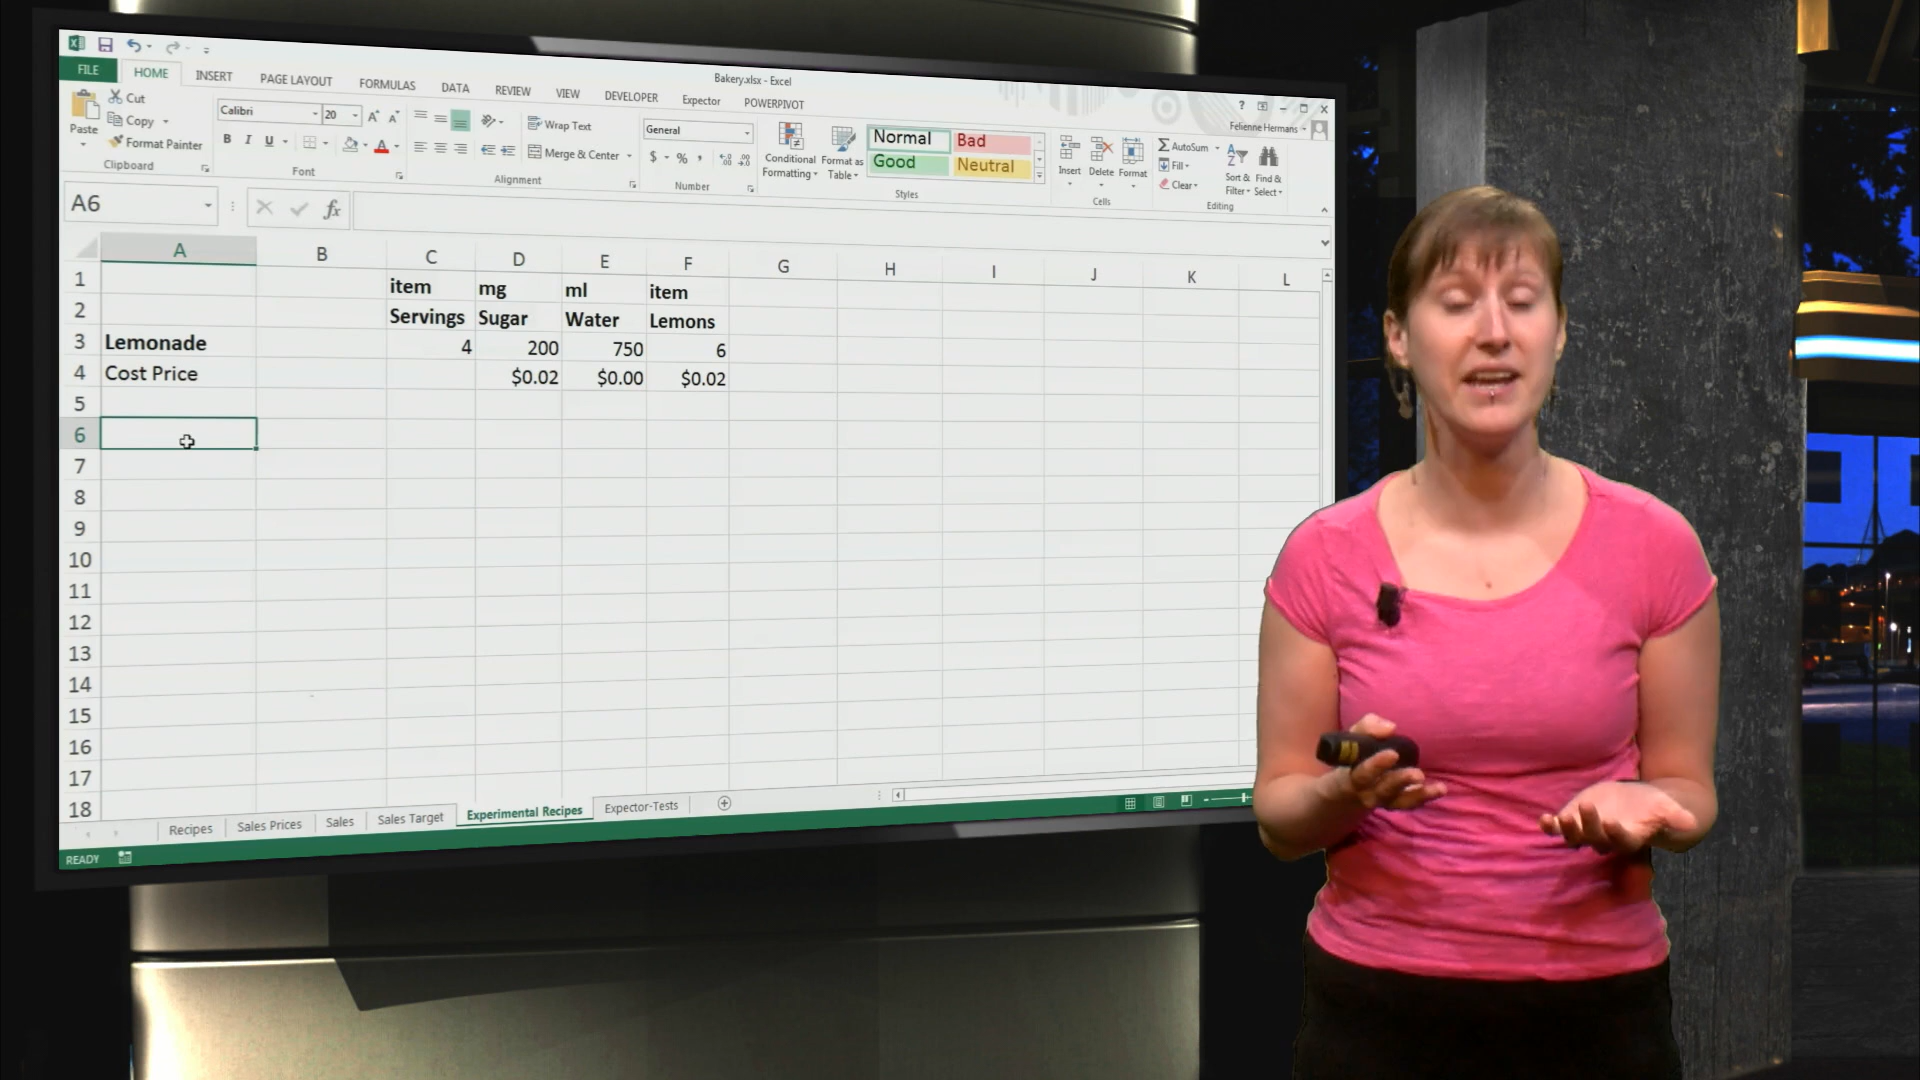 Bakery.xlsx - Excel
FILE HOME INSERT PAGE LAYOUT FORMULAS DATA REVIEW VIEW DEVELOPER Expector POWERPIVOT
Felienne Hermans
Paste
Cut
Copy
Format Painter
Clipboard
Calibri 20
B I U
Font
Wrap Text
Merge & Center
Alignment
General
$ % ,
Number
Conditional Formatting
Format as Table
Normal Bad
Good Neutral
Styles
Insert Delete Format
Cells
AutoSum
Fill
Clear
Sort & Filter
Find & Select
Editing
A6
fx
A B C D E F G H I J K L
1 item mg ml item
2 Servings Sugar Water Lemons
3 Lemonade 4 200 750 6
4 Cost Price $0.02 $0.00 $0.02
5
6
7
8
9
10
11
12
13
14
15
16
17
18
Recipes Sales Prices Sales Sales Target Experimental Recipes Expector-Tests
READY